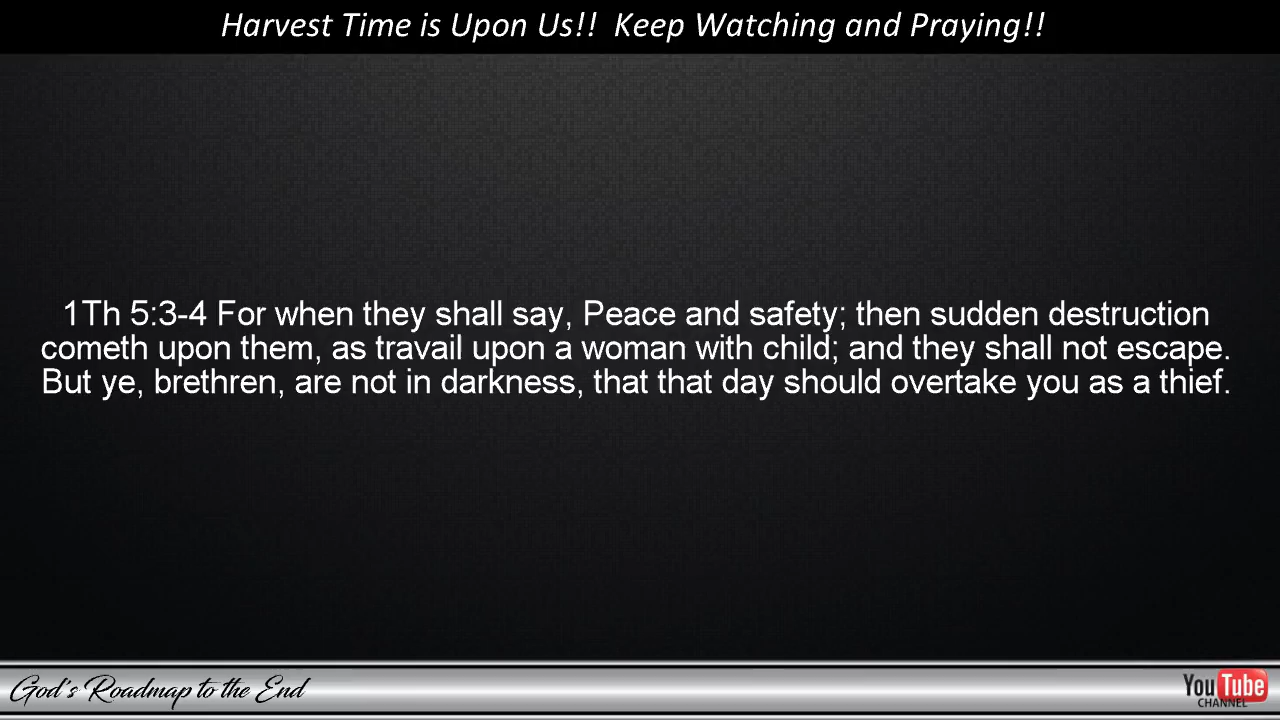 Harvest Time is Upon Us!!  Keep Watching and Praying!!
1Th 5:3-4 For when they shall say, Peace and safety; then sudden destruction
cometh upon them, as travail upon a woman with child; and they shall not escape.
But ye, brethren, are not in darkness, that that day should overtake you as a thief.
God's Roadmap to the End
YouTube
CHANNEL